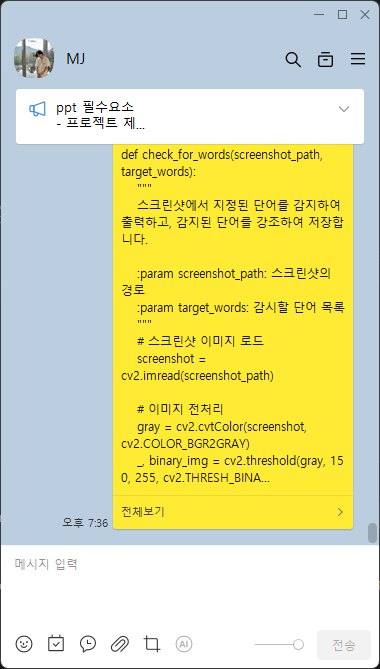 MJ
ppt 필수요소
- 프로젝트 제...
def check_for_words(screenshot_path,
target_words):
"""
스크린샷에서 지정된 단어를 감지하여
출력하고, 감지된 단어를 강조하여 저장합
니다.
:param screenshot_path: 스크린샷의
경로
:param target_words: 감시할 단어 목록
"""
# 스크린샷 이미지 로드
screenshot =
cv2.imread(screenshot_path)
# 이미지 전처리
gray = cv2.cvtColor(screenshot,
cv2.COLOR_BGR2GRAY)
_, binary_img = cv2.threshold(gray, 15
0, 255, cv2.THRESH_BINA...
전체보기
오후 7:36
메시지 입력
AI
전송